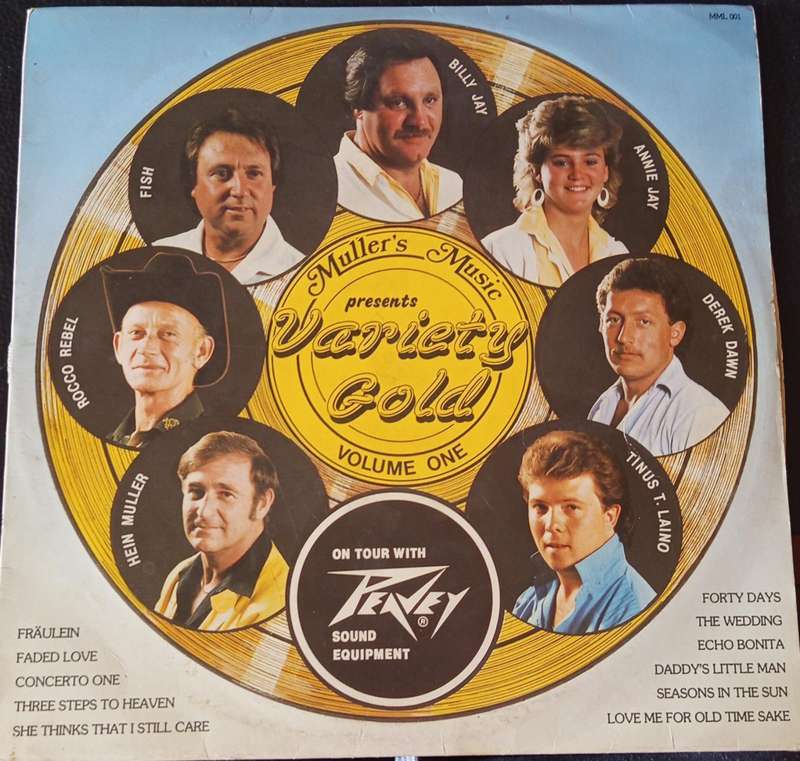 MML 001
BILLY JAY
FISH
ANNIE JAY
Muller's Music
presents
Variety
Gold
VOLUME ONE
ROCCO REBEL
DEREK DAWN
HEIN MULLER
TINUS T. LAINO
ON TOUR WITH
PEAVEY®
SOUND
EQUIPMENT
FRÄULEIN
FADED LOVE
CONCERTO ONE
THREE STEPS TO HEAVEN
SHE THINKS THAT I STILL CARE
FORTY DAYS
THE WEDDING
ECHO BONITA
DADDY'S LITTLE MAN
SEASONS IN THE SUN
LOVE ME FOR OLD TIME SAKE